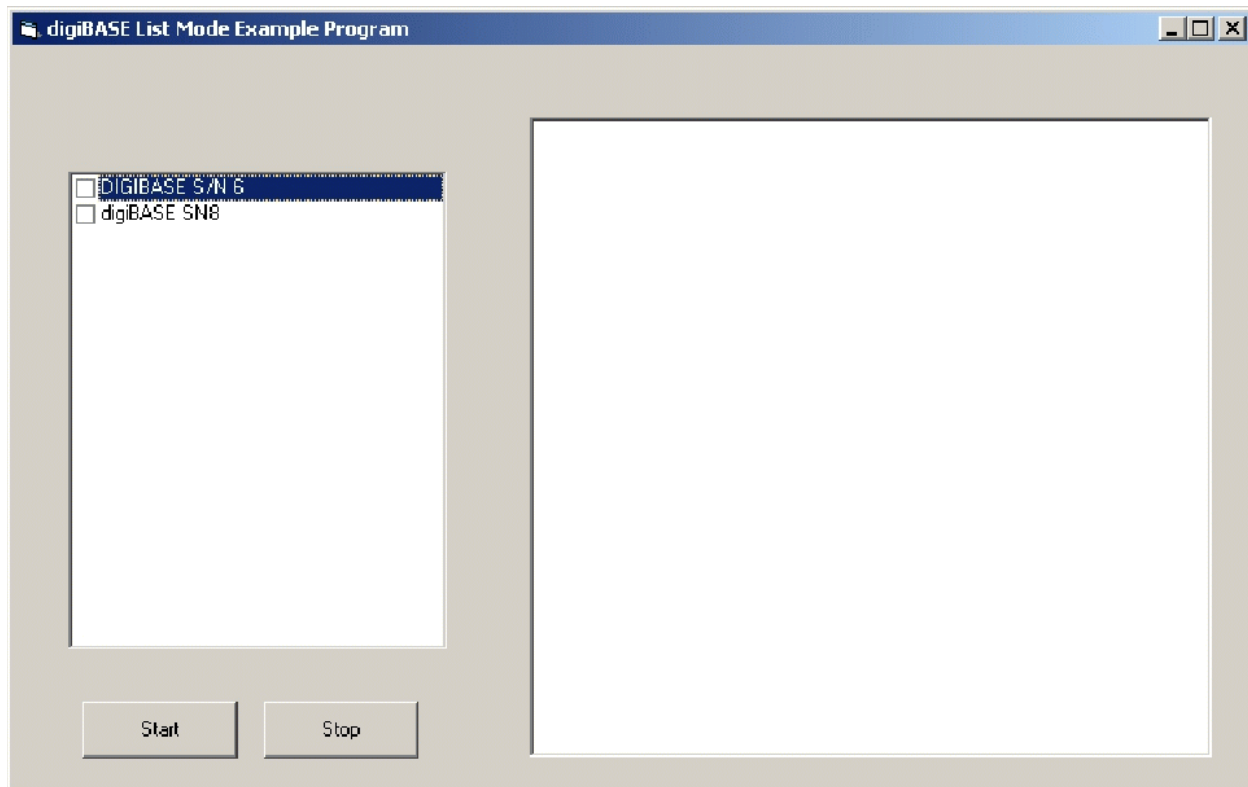 digiBASE List Mode Example Program
DIGIBASE S/N 6
digiBASE SN8
Start
Stop